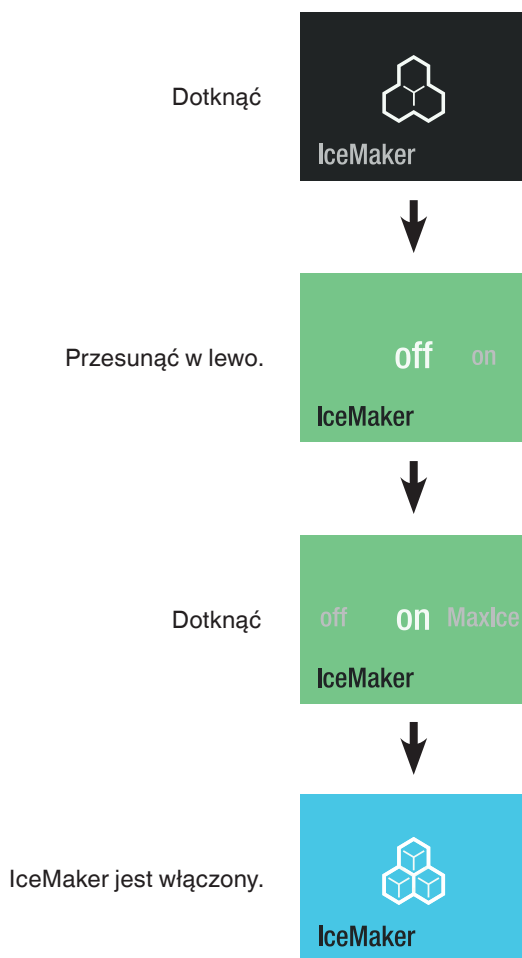 Dotknąć
IceMaker
Przesunąć w lewo.
off on
IceMaker
Dotknąć
off on MaxIce
IceMaker
IceMaker jest włączony.
IceMaker